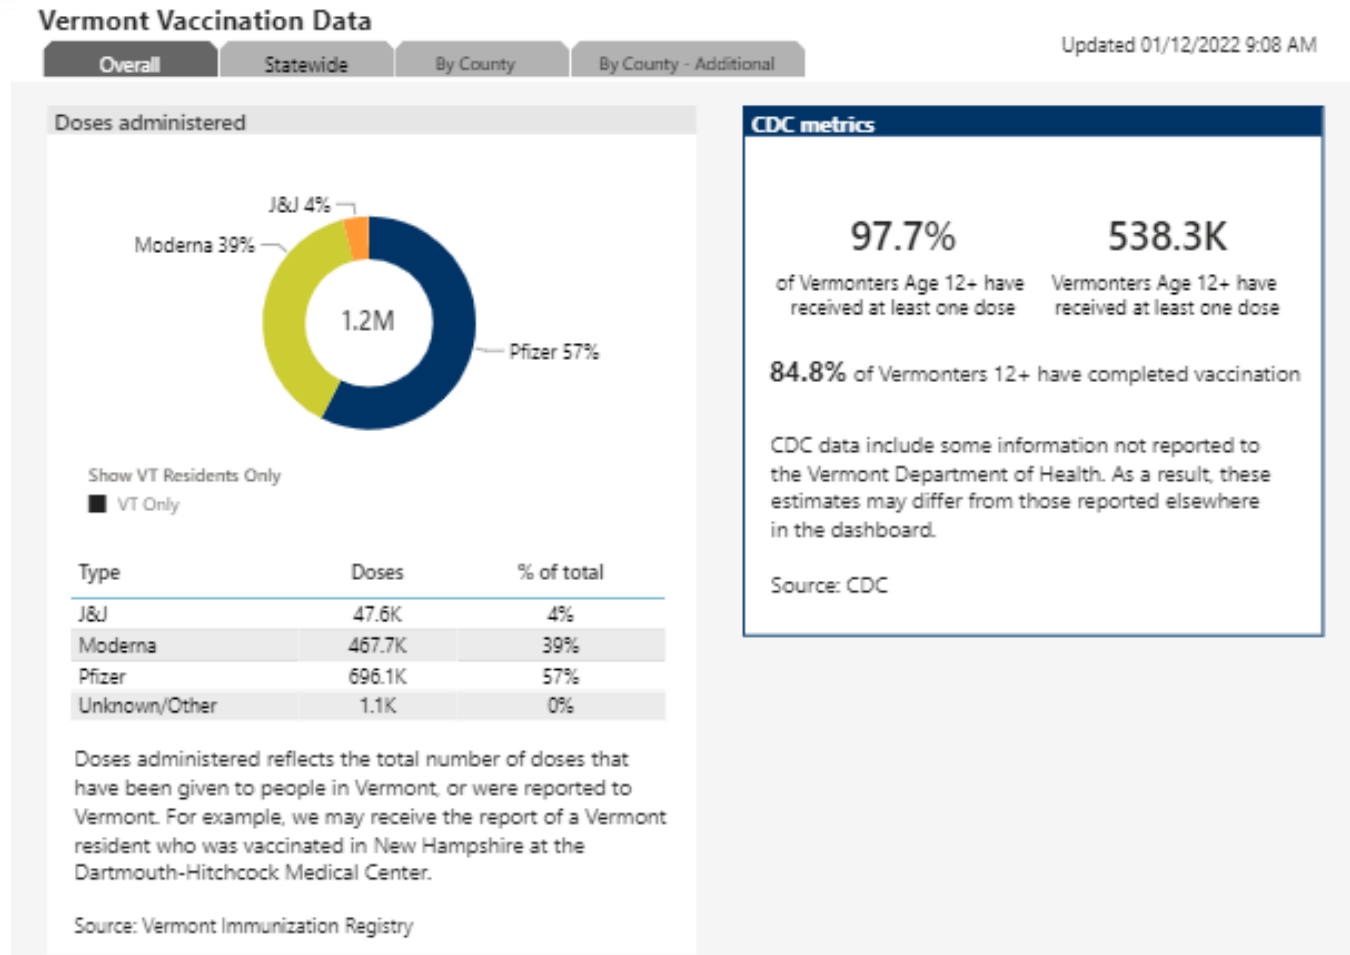 Vermont Vaccination Data
Updated 01/12/2022 9:08 AM
Overall
Statewide
By County
By County - Additional
Doses administered
J&J 4%
Moderna 39%
1.2M
Pfizer 57%
Show VT Residents Only
VT Only
Type Doses % of total
J&J 47.6K 4%
Moderna 467.7K 39%
Pfizer 696.1K 57%
Unknown/Other 1.1K 0%
Doses administered reflects the total number of doses that
have been given to people in Vermont, or were reported to
Vermont. For example, we may receive the report of a Vermont
resident who was vaccinated in New Hampshire at the
Dartmouth-Hitchcock Medical Center.
Source: Vermont Immunization Registry
CDC metrics
97.7%
of Vermonters Age 12+ have
received at least one dose
538.3K
Vermonters Age 12+ have
received at least one dose
84.8% of Vermonters 12+ have completed vaccination
CDC data include some information not reported to
the Vermont Department of Health. As a result, these
estimates may differ from those reported elsewhere
in the dashboard.
Source: CDC